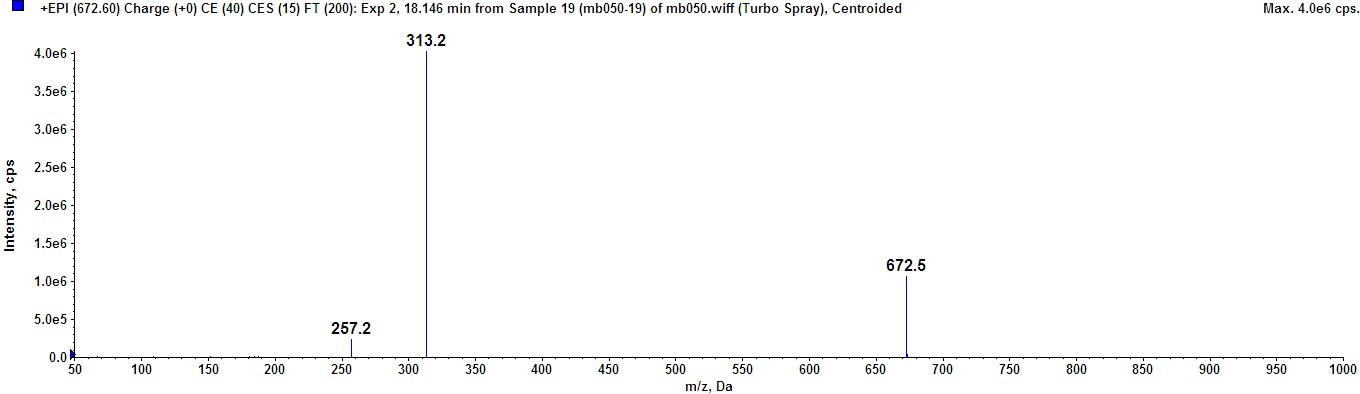 +EPI (672.60) Charge (+0) CE (40) CES (15) FT (200): Exp 2, 18.146 min from Sample 19 (mb050-19) of mb050.wiff (Turbo Spray), Centroided
Max. 4.0e6 cps.
313.2
4.0e6
3.5e6
3.0e6
2.5e6
2.0e6
1.5e6
1.0e6
5.0e5
0.0
Intensity, cps
672.5
257.2
50 100 150 200 250 300 350 400 450 500 550 600 650 700 750 800 850 900 950 1000
m/z, Da